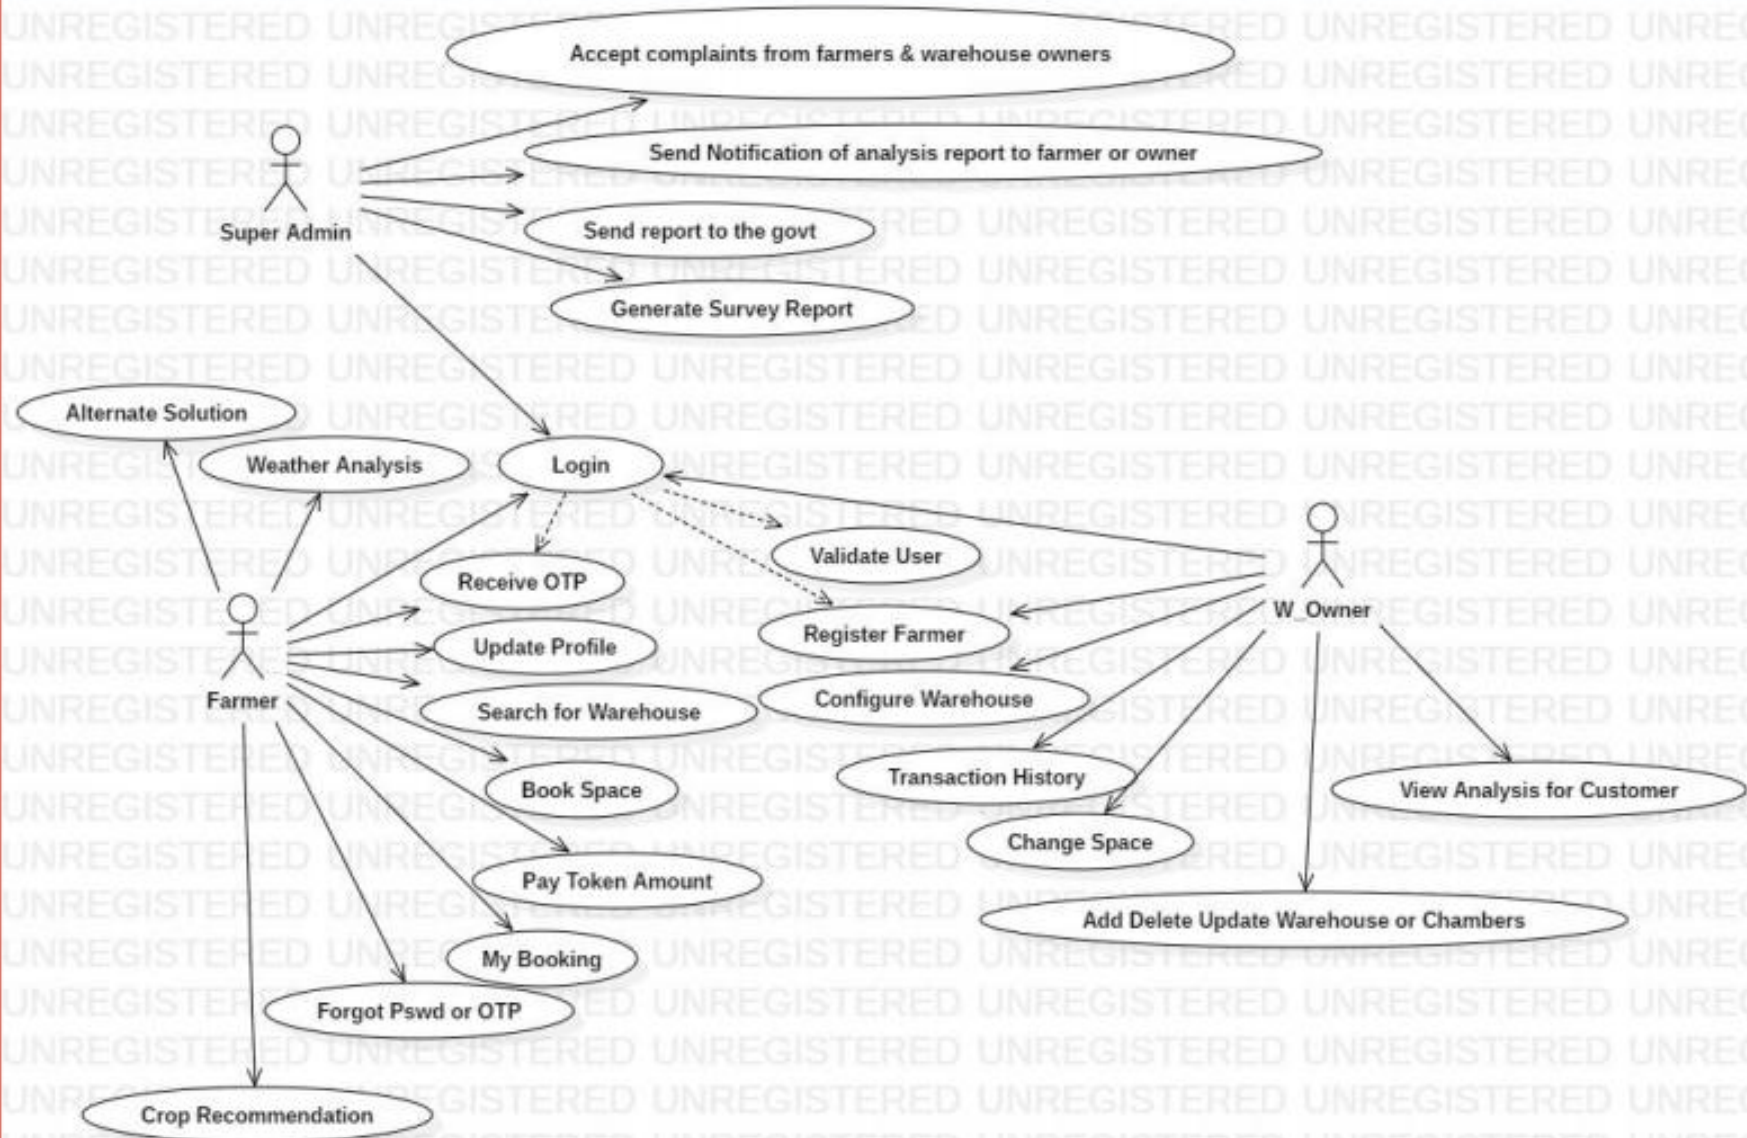 Accept complaints from farmers & warehouse owners
Send Notification of analysis report to farmer or owner
Super Admin
Send report to the govt
Generate Survey Report
Alternate Solution
Weather Analysis
Login
Validate User
Receive OTP
W_Owner
Register Farmer
Update Profile
Farmer
Configure Warehouse
Search for Warehouse
Transaction History
Book Space
View Analysis for Customer
Change Space
Pay Token Amount
Add Delete Update Warehouse or Chambers
My Booking
Forgot Pswd or OTP
Crop Recommendation
UNREGISTERED